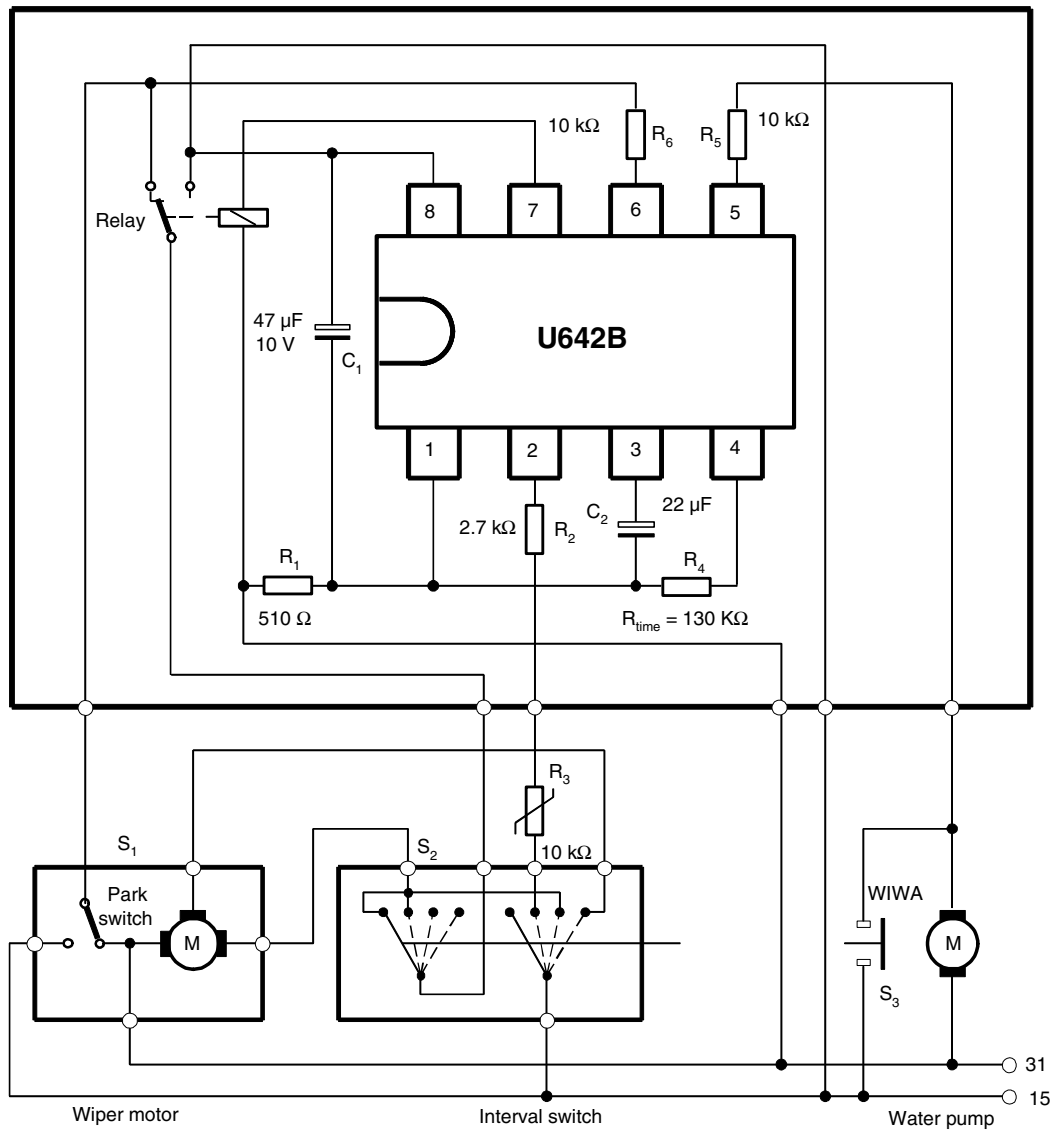 10 kΩ
R6
R5
10 kΩ
8
7
6
5
Relay
47 µF
10 V
C1
U642B
1
2
3
4
2.7 kΩ
R2
C2
22 µF
R1
510 Ω
R4
Rtime = 130 KΩ
R3
10 kΩ
S1
S2
Park
switch
M
WIWA
M
S3
31
15
Wiper motor
Interval switch
Water pump